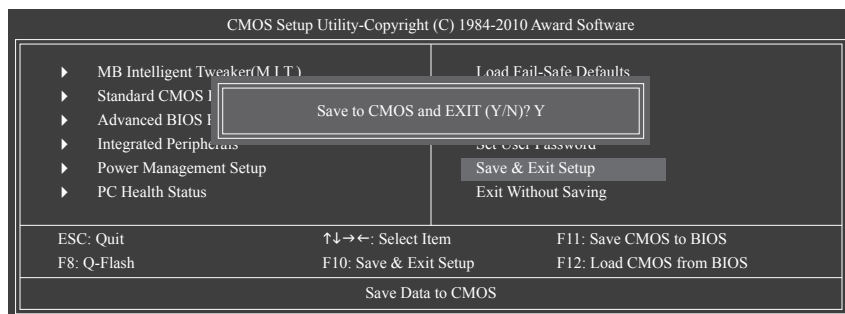 CMOS Setup Utility-Copyright (C) 1984-2010 Award Software
MB Intelligent Tweaker(M.I.T.)
Standard CMOS
Advanced BIOS
Integrated Peripherals
Power Management Setup
PC Health Status
Load Fail-Safe Defaults
Set User Password
Save & Exit Setup
Exit Without Saving
Save to CMOS and EXIT (Y/N)? Y
ESC: Quit ↑↓→←: Select Item F11: Save CMOS to BIOS
F8: Q-Flash F10: Save & Exit Setup F12: Load CMOS from BIOS
Save Data to CMOS